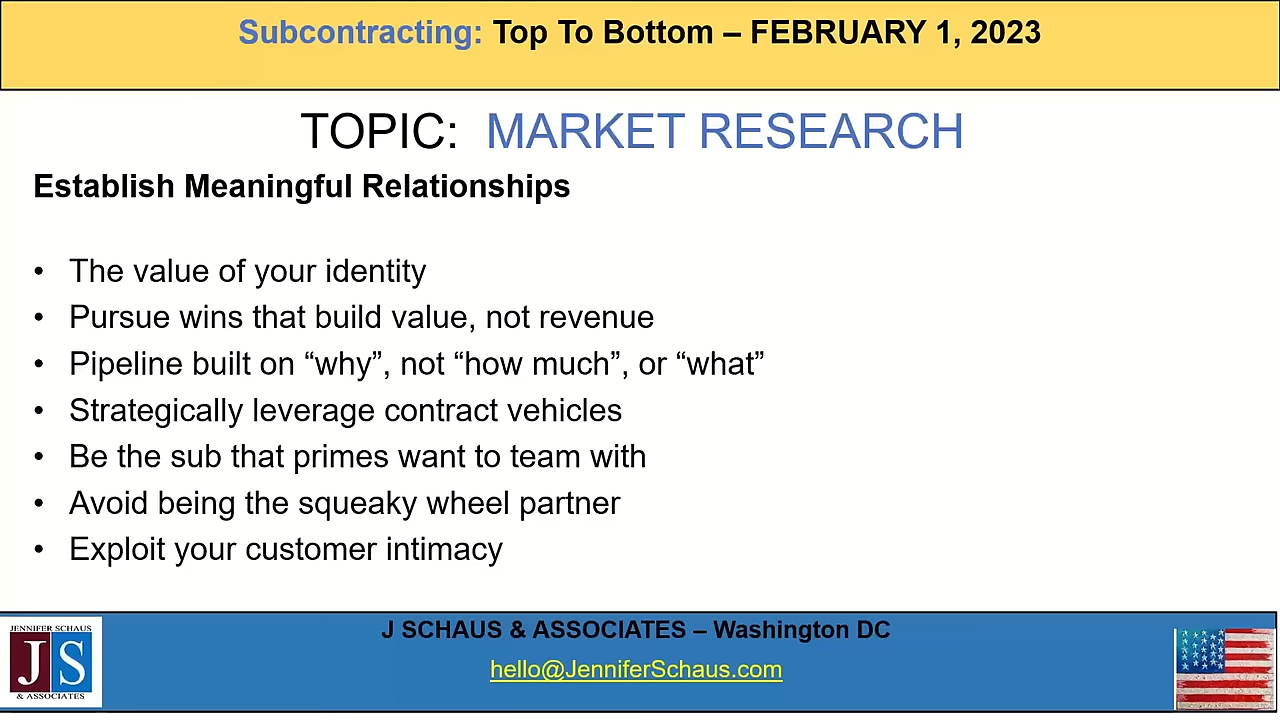 Subcontracting: Top To Bottom – FEBRUARY 1, 2023
TOPIC: MARKET RESEARCH
Establish Meaningful Relationships
• The value of your identity
• Pursue wins that build value, not revenue
• Pipeline built on “why”, not “how much”, or “what”
• Strategically leverage contract vehicles
• Be the sub that primes want to team with
• Avoid being the squeaky wheel partner
• Exploit your customer intimacy
J SCHAUS & ASSOCIATES – Washington DC
hello@JenniferSchaus.com
JENNIFER SCHAUS
JS
& ASSOCIATES